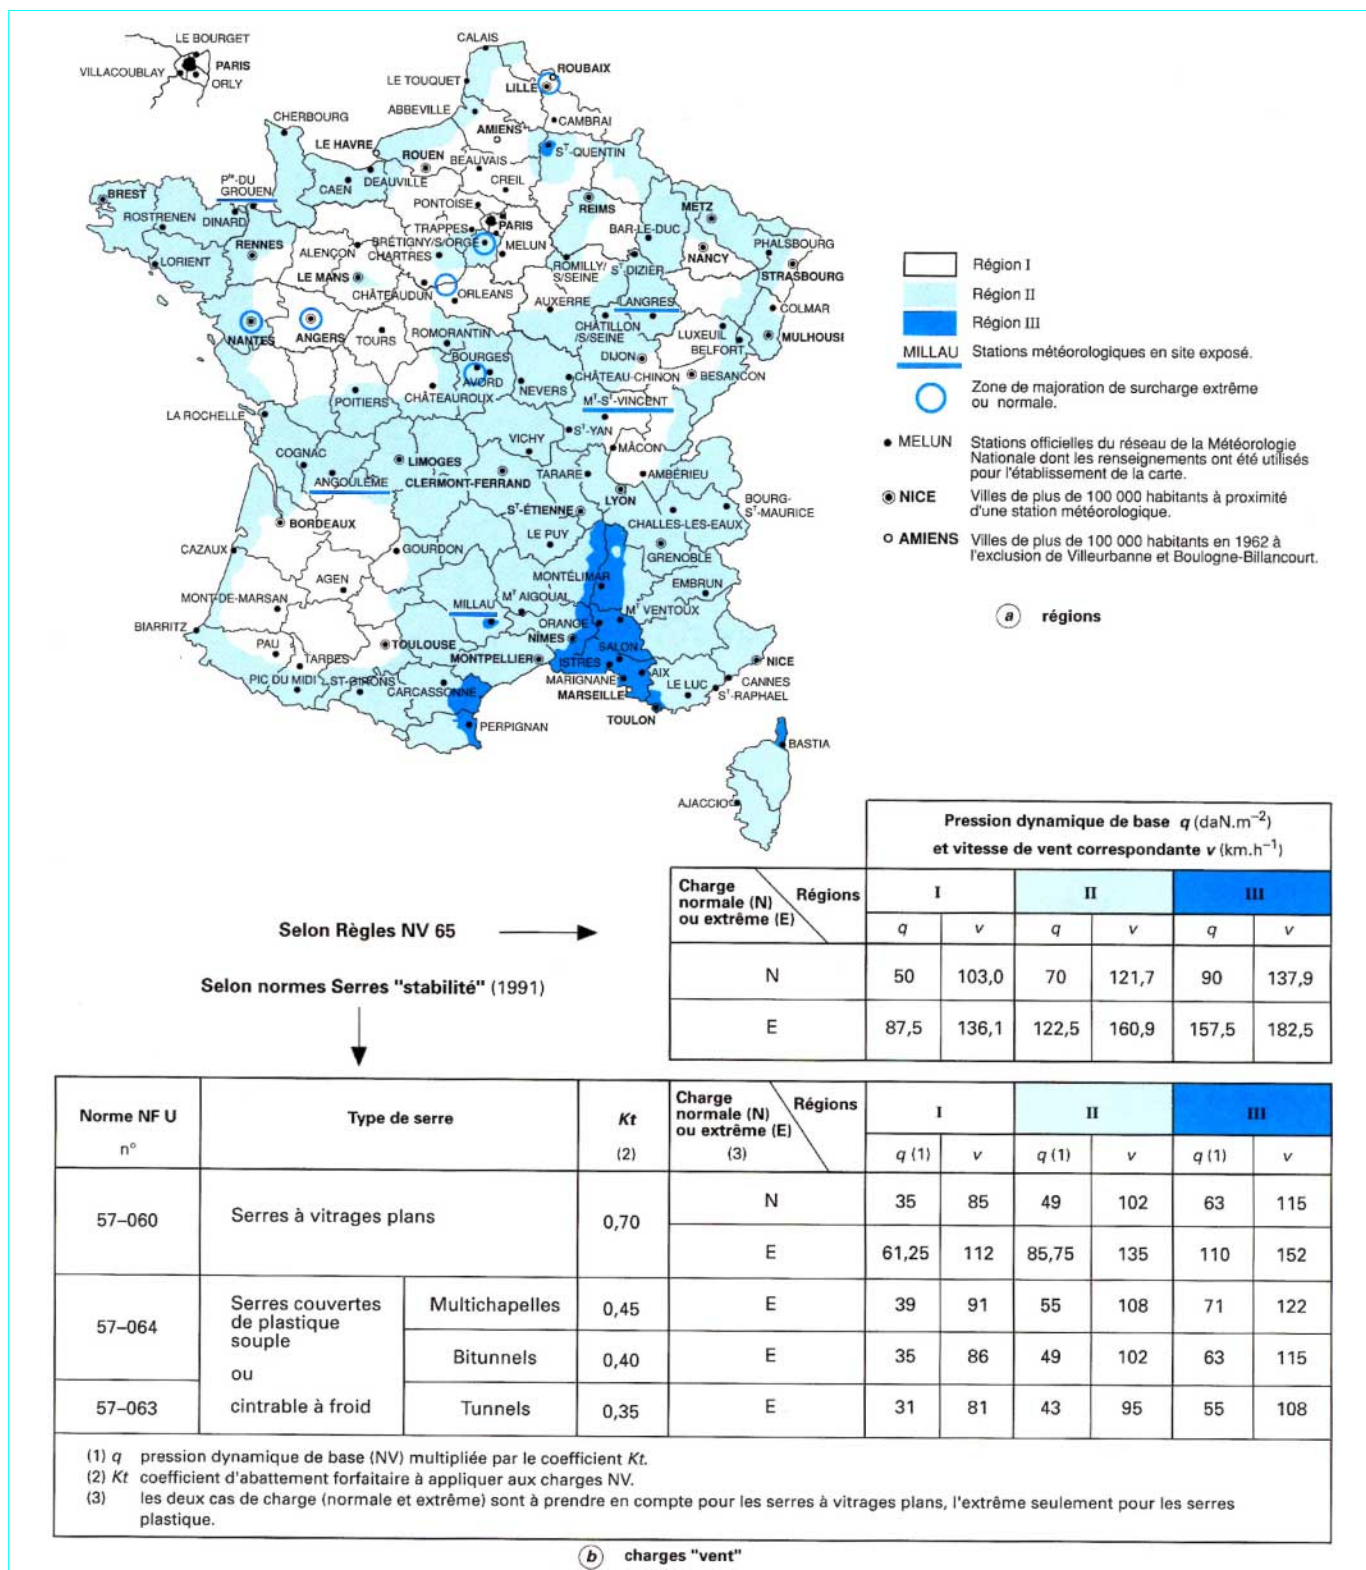 LE BOURGET
PARIS
VILLACOUBLAY
ORLY
CALAIS
ROUBAIX
LE TOUQUET
LILLE
ABBEVILLE
CHERBOURG
CAMBRAI
AMIENS
LE HAVRE
ROUEN
BEAUVAIS
Sᵀ-QUENTIN
Pᵗᵉ-DU
GROUEN
CAEN
DEAUVILLE
CREIL
BREST
PONTOISE
REIMS
METZ
ROSTRENEN
DINARD
TRAPPES
PARIS
BAR-LE-DUC
RENNES
BRÉTIGNY/S/ORGE
MELUN
PHALSBOURG
ALENÇON
CHARTRES
NANCY
LORIENT
ROMILLY/
S/SEINE
Sᵀ-DIZIER
STRASBOURG
LE MANS
CHÂTEAUDUN
ORLEANS
AUXERRE
LANGRES
COLMAR
NANTES
ANGERS
TOURS
ROMORANTIN
CHÂTILLON
/S/SEINE
LUXEUIL
MULHOUSI
BOURGES
DIJON
BELFORT
AVORD
NEVERS
CHÂTEAU-CHINON
BESANCON
POITIERS
CHÂTEAUROUX
LA ROCHELLE
Mᵀ-Sᵀ-VINCENT
Sᵀ-YAN
VICHY
MÂCON
COGNAC
LIMOGES
TARARE
AMBÉRIEU
ANGOULEME
CLERMONT-FERRAND
LYON
BOURG-
Sᵀ-MAURICE
Sᵀ-ÉTIENNE
CHALLES-LES-EAUX
BORDEAUX
LE PUY
CAZAUX
GOURDON
GRENOBLE
AGEN
MONTÉLIMAR
EMBRUN
MONT-DE-MARSAN
MILLAU
Mᵀ AIGOUAL
Mᵀ VENTOUX
BIARRITZ
ORANGE
PAU
TOULOUSE
NÎMES
SALON
TARBES
MONTPELLIER
ISTRES
NICE
PIC DU MIDI
ST-GIRONS
CARCASSONNE
MARIGNANE
AIX
LE LUC
CANNES
MARSEILLE
Sᵀ-RAPHAEL
TOULON
PERPIGNAN
BASTIA
AJACCIO
Région I
Région II
Région III
MILLAU Stations météorologiques en site exposé.
Zone de majoration de surcharge extrême
ou normale.
• MELUN Stations officielles du réseau de la Météorologie
Nationale dont les renseignements ont été utilisés
pour l'établissement de la carte.
NICE Villes de plus de 100 000 habitants à proximité
d'une station météorologique.
AMIENS Villes de plus de 100 000 habitants en 1962 à
l'exclusion de Villeurbanne et Boulogne-Billancourt.
a régions
Pression dynamique de base q (daN.m⁻²)
et vitesse de vent correspondante v (km.h⁻¹)
Charge
normale (N)
ou extrême (E)
Régions
I II III
q v q v q v
N 50 103,0 70 121,7 90 137,9
E 87,5 136,1 122,5 160,9 157,5 182,5
Selon Règles NV 65
Selon normes Serres "stabilité" (1991)
Norme NF U
n°
Type de serre
Kt
(2)
Charge
normale (N)
ou extrême (E)
(3)
Régions
I II III
q (1) v q (1) v q (1) v
57–060 Serres à vitrages plans 0,70
N 35 85 49 102 63 115
E 61,25 112 85,75 135 110 152
57–064
Serres couvertes
de plastique
souple
ou
cintrable à froid
Multichapelles 0,45 E 39 91 55 108 71 122
Bitunnels 0,40 E 35 86 49 102 63 115
57–063 Tunnels 0,35 E 31 81 43 95 55 108
(1) q pression dynamique de base (NV) multipliée par le coefficient Kt.
(2) Kt coefficient d'abattement forfaitaire à appliquer aux charges NV.
(3) les deux cas de charge (normale et extrême) sont à prendre en compte pour les serres à vitrages plans, l'extrême seulement pour les serres
plastique.
b charges "vent"